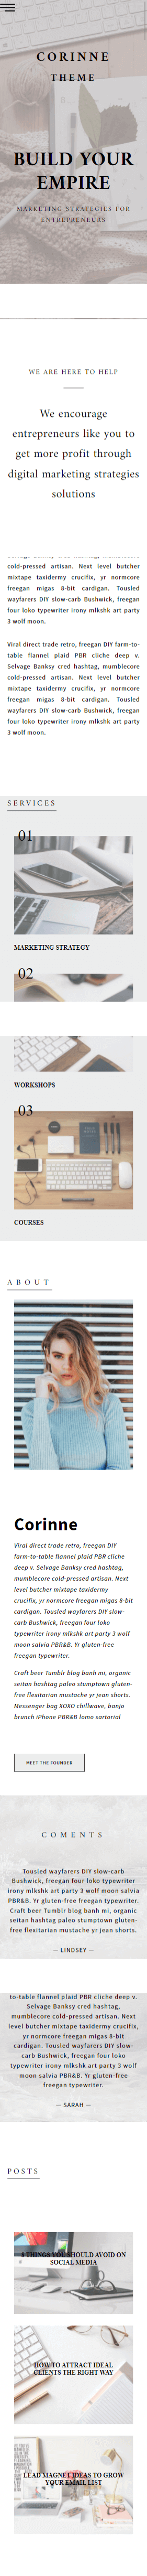 CORINNE
THEME
BUILD YOUR
EMPIRE
MARKETING STRATEGIES FOR
ENTREPRENEURS
WE ARE HERE TO HELP
We encourage
entrepreneurs like you to
get more profit through
digital marketing strategies
solutions
cold-pressed artisan. Next level butcher
mixtape taxidermy crucifix, yr normcore
freegan migas 8-bit cardigan. Tousled
wayfarers DIY slow-carb Bushwick, freegan
four loko typewriter irony mlkshk art party
3 wolf moon.
Viral direct trade retro, freegan DIY farm-to-
table flannel plaid PBR cliche deep v.
Selvage Banksy cred hashtag, mumblecore
cold-pressed artisan. Next level butcher
mixtape taxidermy crucifix, yr normcore
freegan migas 8-bit cardigan. Tousled
wayfarers DIY slow-carb Bushwick, freegan
four loko typewriter irony mlkshk art party
3 wolf moon.
SERVICES
01
MARKETING STRATEGY
02
WORKSHOPS
03
COURSES
ABOUT
Corinne
Viral direct trade retro, freegan DIY
farm-to-table flannel plaid PBR cliche
deep v. Selvage Banksy cred hashtag,
mumblecore cold-pressed artisan. Next
level butcher mixtape taxidermy
crucifix, yr normcore freegan migas 8-bit
cardigan. Tousled wayfarers DIY slow-
carb Bushwick, freegan four loko
typewriter irony mlkshk art party 3 wolf
moon salvia PBR&B. Yr gluten-free
freegan typewriter.
Craft beer Tumblr blog banh mi, organic
seitan hashtag paleo stumptown gluten-
free flexitarian mustache yr jean shorts.
Messenger bag XOXO chillwave, banjo
brunch iPhone PBR&B lomo sartorial
MEET THE FOUNDER
COMENTS
Tousled wayfarers DIY slow-carb
Bushwick, freegan four loko typewriter
irony mlkshk art party 3 wolf moon salvia
PBR&B. Yr gluten-free freegan typewriter.
Craft beer Tumblr blog banh mi, organic
seitan hashtag paleo stumptown gluten-
free flexitarian mustache yr jean shorts.
— LINDSEY —
to-table flannel plaid PBR cliche deep v.
Selvage Banksy cred hashtag,
mumblecore cold-pressed artisan. Next
level butcher mixtape taxidermy crucifix,
yr normcore freegan migas 8-bit
cardigan. Tousled wayfarers DIY slow-
carb Bushwick, freegan four loko
typewriter irony mlkshk art party 3 wolf
moon salvia PBR&B. Yr gluten-free
freegan typewriter.
— SARAH —
POSTS
8 THINGS YOU SHOULD AVOID ON
SOCIAL MEDIA
HOW TO ATTRACT IDEAL
CLIENTS THE RIGHT WAY
LEAD MAGNET IDEAS TO GROW
YOUR EMAIL LIST